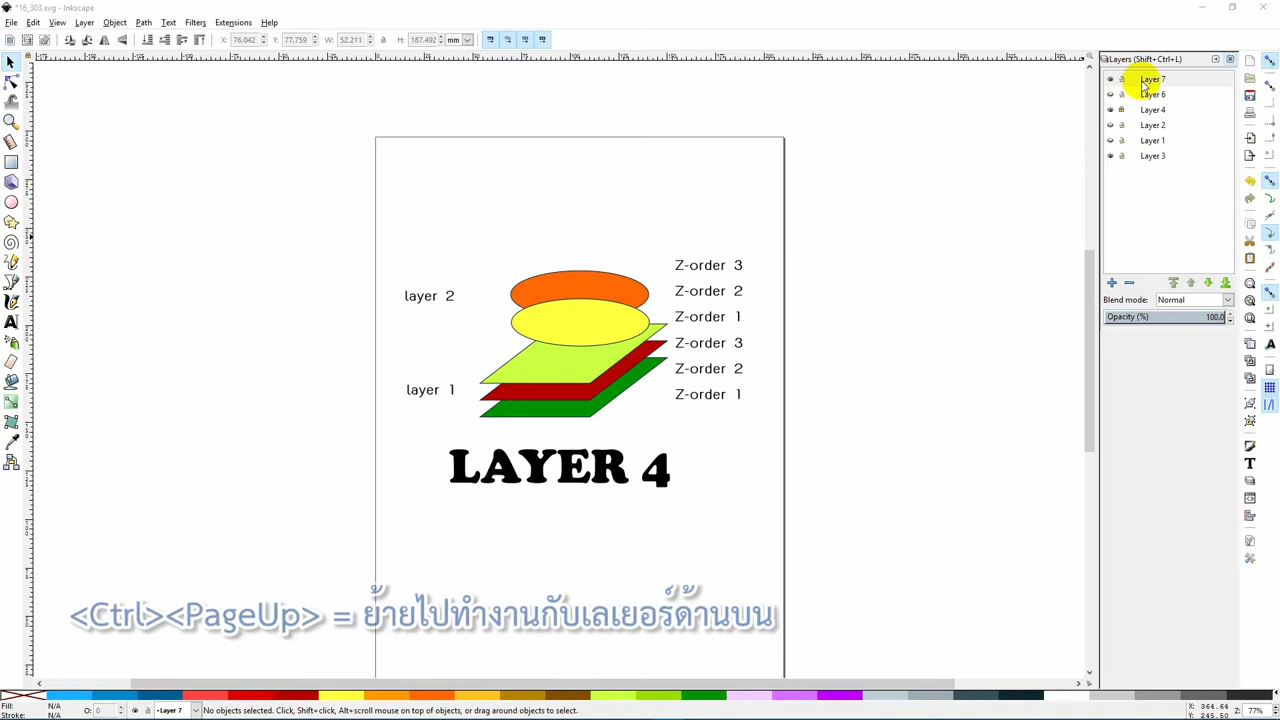 *16_303.svg - Inkscape
File Edit View Layer Object Path Text Filters Extensions Help
X: 76.042 Y: 77.759 W: 52.211 H: 187.492 mm
Layers (Shift+Ctrl+L)
Layer 7
Layer 6
Layer 4
Layer 2
Layer 1
Layer 3
Blend mode: Normal
Opacity (%) 100.0
Z-order 3
layer 2
Z-order 2
Z-order 1
Z-order 3
Z-order 2
layer 1
Z-order 1
LAYER 4
<Ctrl><PageUp> = ย้ายไปทำงานกับเลเยอร์ด้านบน
Fill: N/A
Stroke: N/A
O: 0
Layer 7
No objects selected. Click, Shift+click, Alt+scroll mouse on top of objects, or drag around objects to select.
X: 364.64
Y: 245.50
Z: 77%